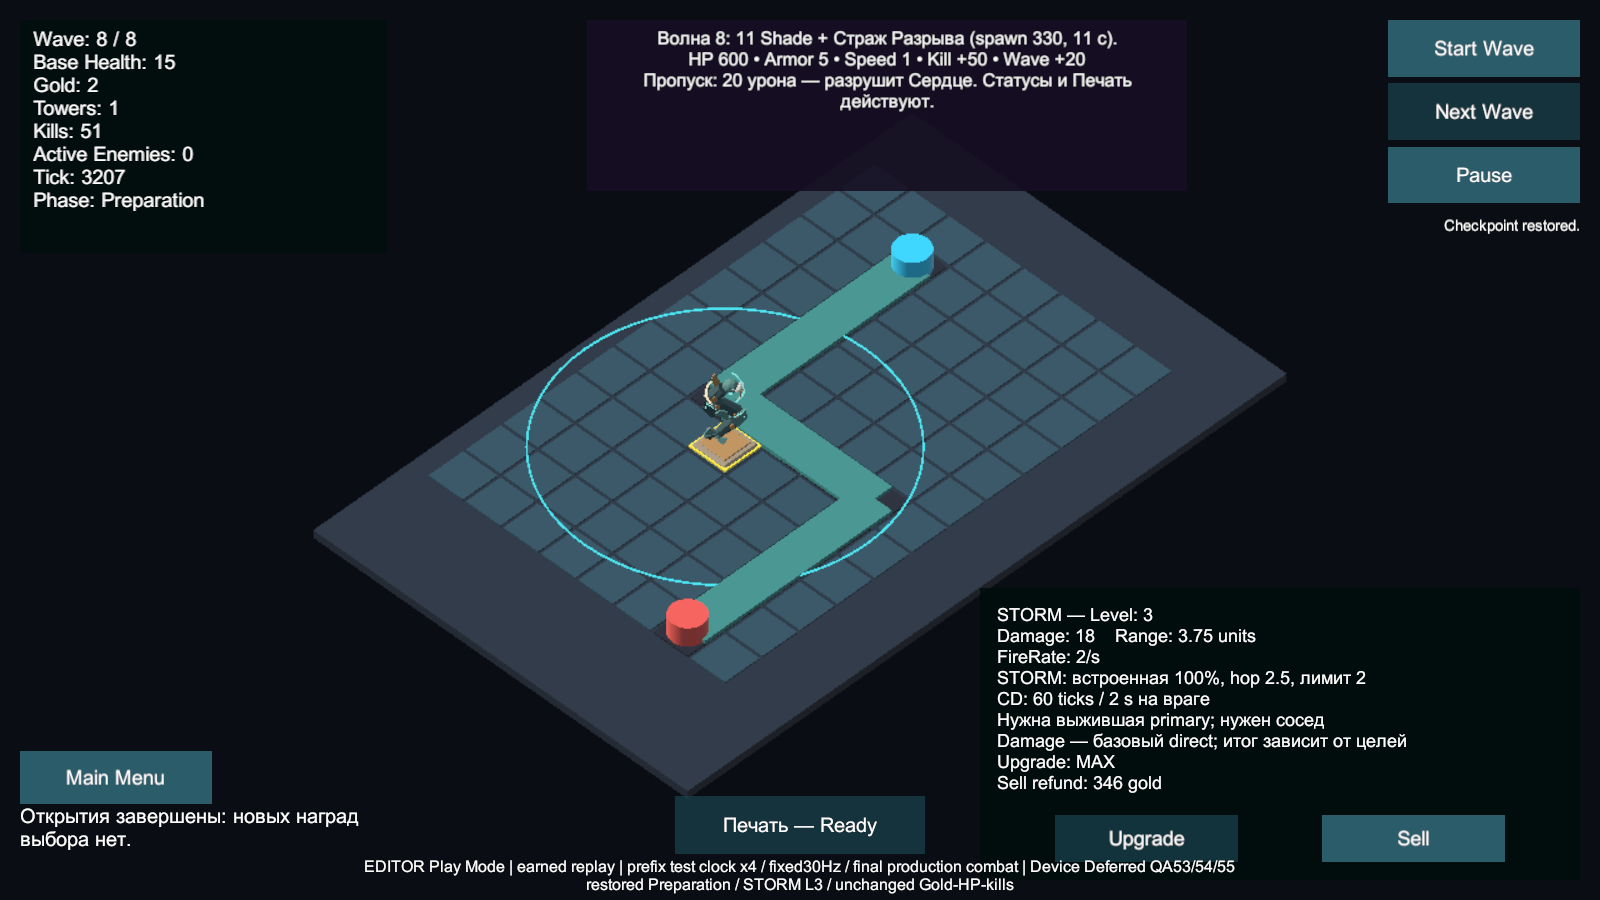 Wave: 8 / 8
Base Health: 15
Gold: 2
Towers: 1
Kills: 51
Active Enemies: 0
Tick: 3207
Phase: Preparation
Волна 8: 11 Shade + Страж Разрыва (spawn 330, 11 с).
HP 600 • Armor 5 • Speed 1 • Kill +50 • Wave +20
Пропуск: 20 урона — разрушит Сердце. Статусы и Печать
действуют.
Start Wave
Next Wave
Pause
Checkpoint restored.
STORM — Level: 3
Damage: 18    Range: 3.75 units
FireRate: 2/s
STORM: встроенная 100%, hop 2.5, лимит 2
CD: 60 ticks / 2 s на враге
Нужна выжившая primary; нужен сосед
Damage — базовый direct; итог зависит от целей
Upgrade: MAX
Sell refund: 346 gold
Upgrade
Sell
Main Menu
Открытия завершены: новых наград
выбора нет.
Печать — Ready
EDITOR Play Mode | earned replay | prefix test clock x4 / fixed30Hz / final production combat | Device Deferred QA53/54/55
restored Preparation / STORM L3 / unchanged Gold-HP-kills